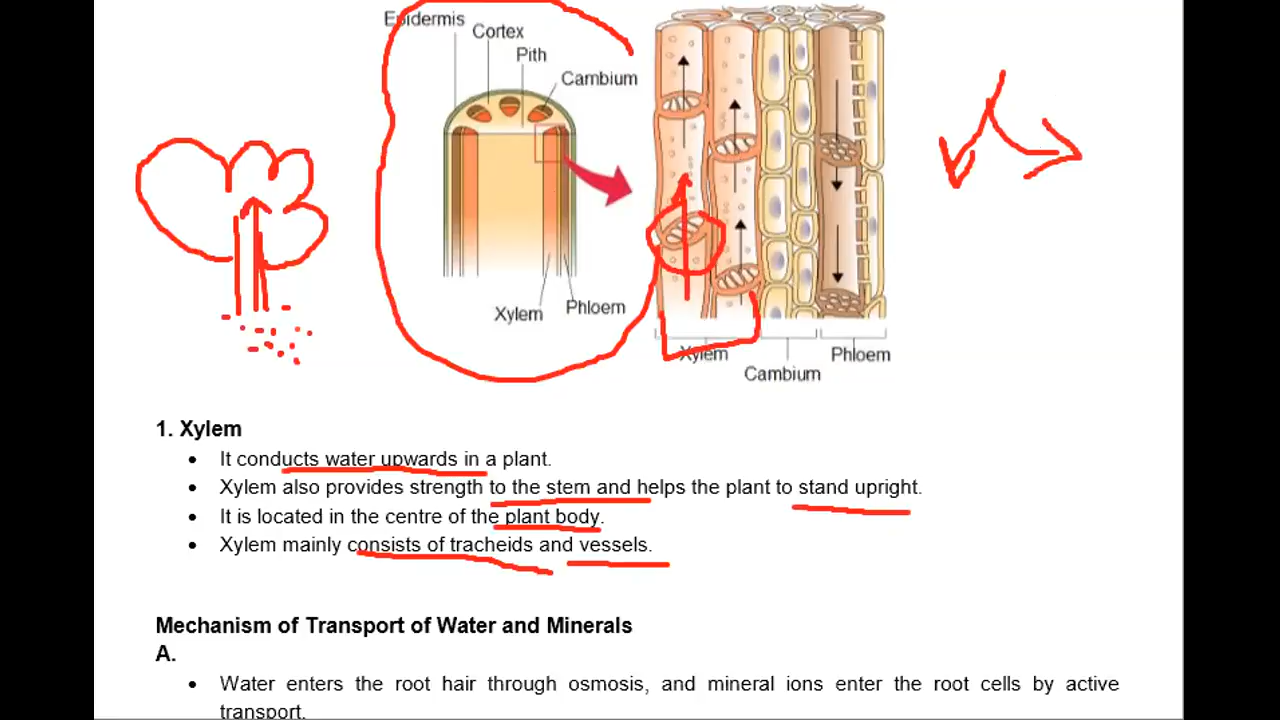 Epidermis
Cortex
Pith
Cambium
Xylem
Phloem
Xylem
Cambium
Phloem
1. Xylem
• It conducts water upwards in a plant.
• Xylem also provides strength to the stem and helps the plant to stand upright.
• It is located in the centre of the plant body.
• Xylem mainly consists of tracheids and vessels.
Mechanism of Transport of Water and Minerals
A.
• Water enters the root hair through osmosis, and mineral ions enter the root cells by active
transport.